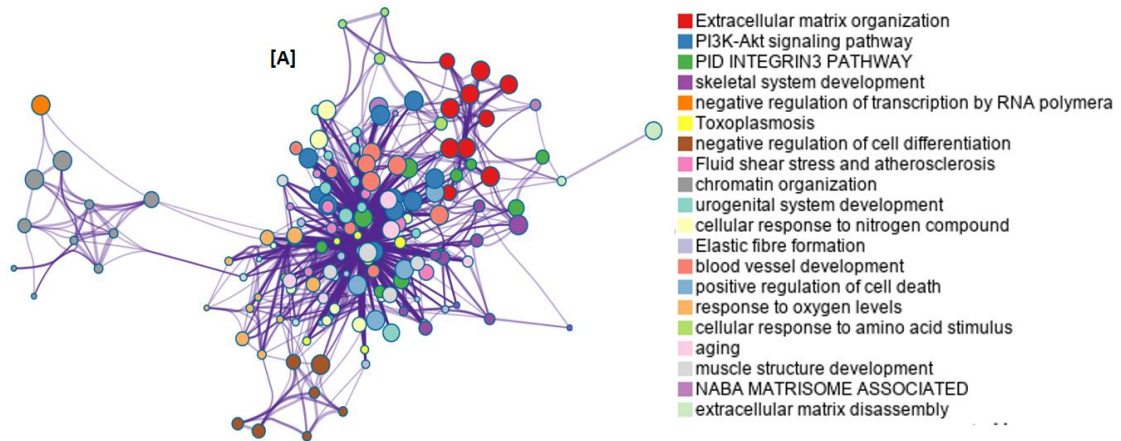 [A]
Extracellular matrix organization
PI3K-Akt signaling pathway
PID INTEGRIN3 PATHWAY
skeletal system development
negative regulation of transcription by RNA polymera
Toxoplasmosis
negative regulation of cell differentiation
Fluid shear stress and atherosclerosis
chromatin organization
urogenital system development
cellular response to nitrogen compound
Elastic fibre formation
blood vessel development
positive regulation of cell death
response to oxygen levels
cellular response to amino acid stimulus
aging
muscle structure development
NABA MATRISOME ASSOCIATED
extracellular matrix disassembly